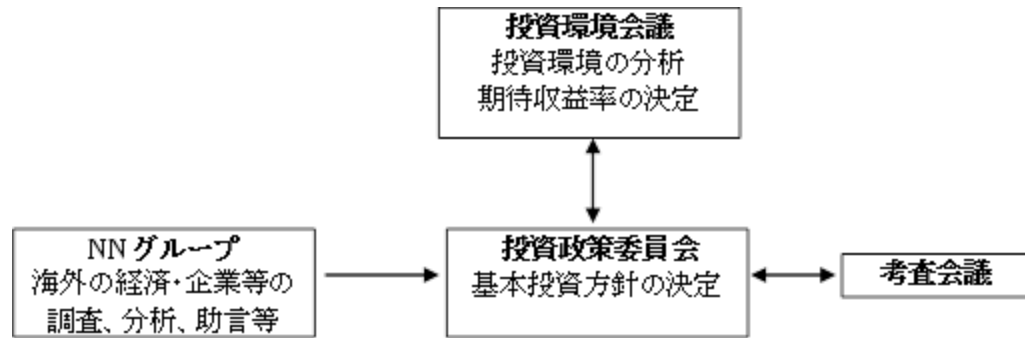 投資環境会議
投資環境の分析
期待収益率の決定
NNグループ
海外の経済・企業等の
調査、分析、助言等
投資政策委員会
基本投資方針の決定
考査会議